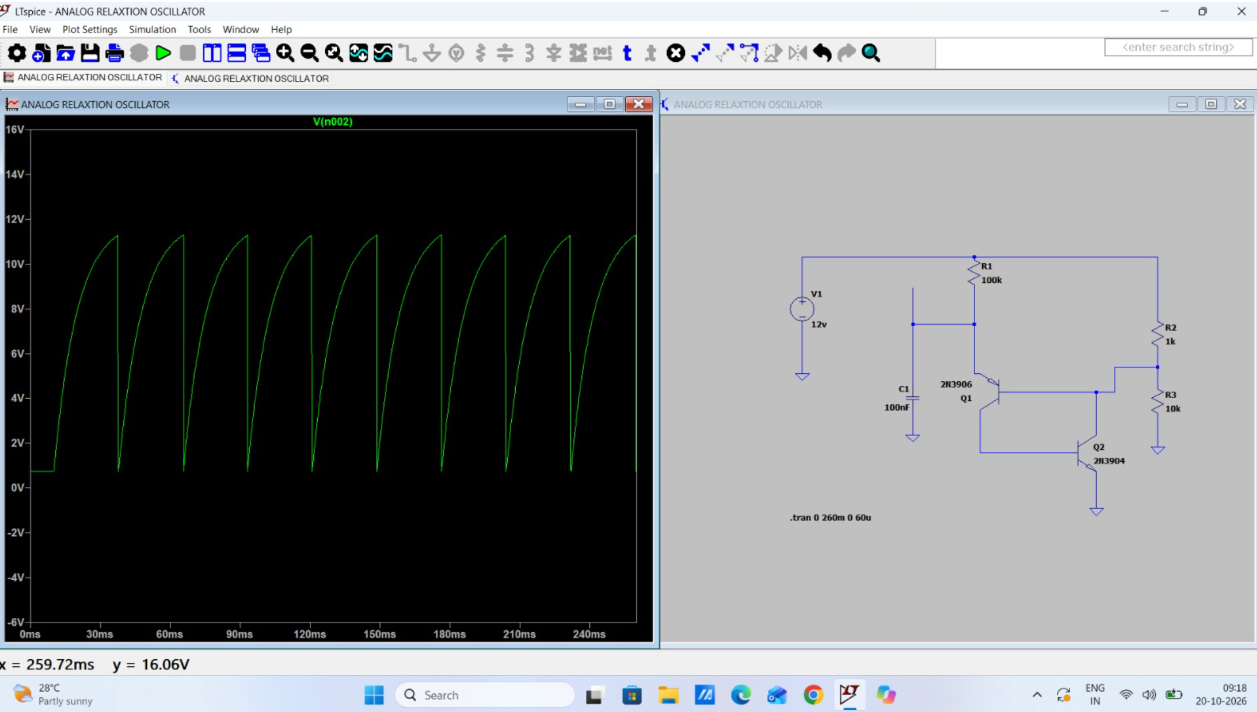 LTspice - ANALOG RELAXTION OSCILLATOR
File View Plot Settings Simulation Tools Window Help
<enter search string>
ANALOG RELAXTION OSCILLATOR
ANALOG RELAXTION OSCILLATOR
ANALOG RELAXTION OSCILLATOR
V(n002)
16V
14V
12V
10V
8V
6V
4V
2V
0V
-2V
-4V
-6V
0ms 30ms 60ms 90ms 120ms 150ms 180ms 210ms 240ms
ANALOG RELAXTION OSCILLATOR
R1
100k
V1
12v
R2
1k
C1
100nF
2N3906
Q1
R3
10k
Q2
2N3904
.tran 0 260m 0 60u
x = 259.72ms y = 16.06V
28°C
Partly sunny
Search
ENG
IN
09:18
20-10-2026